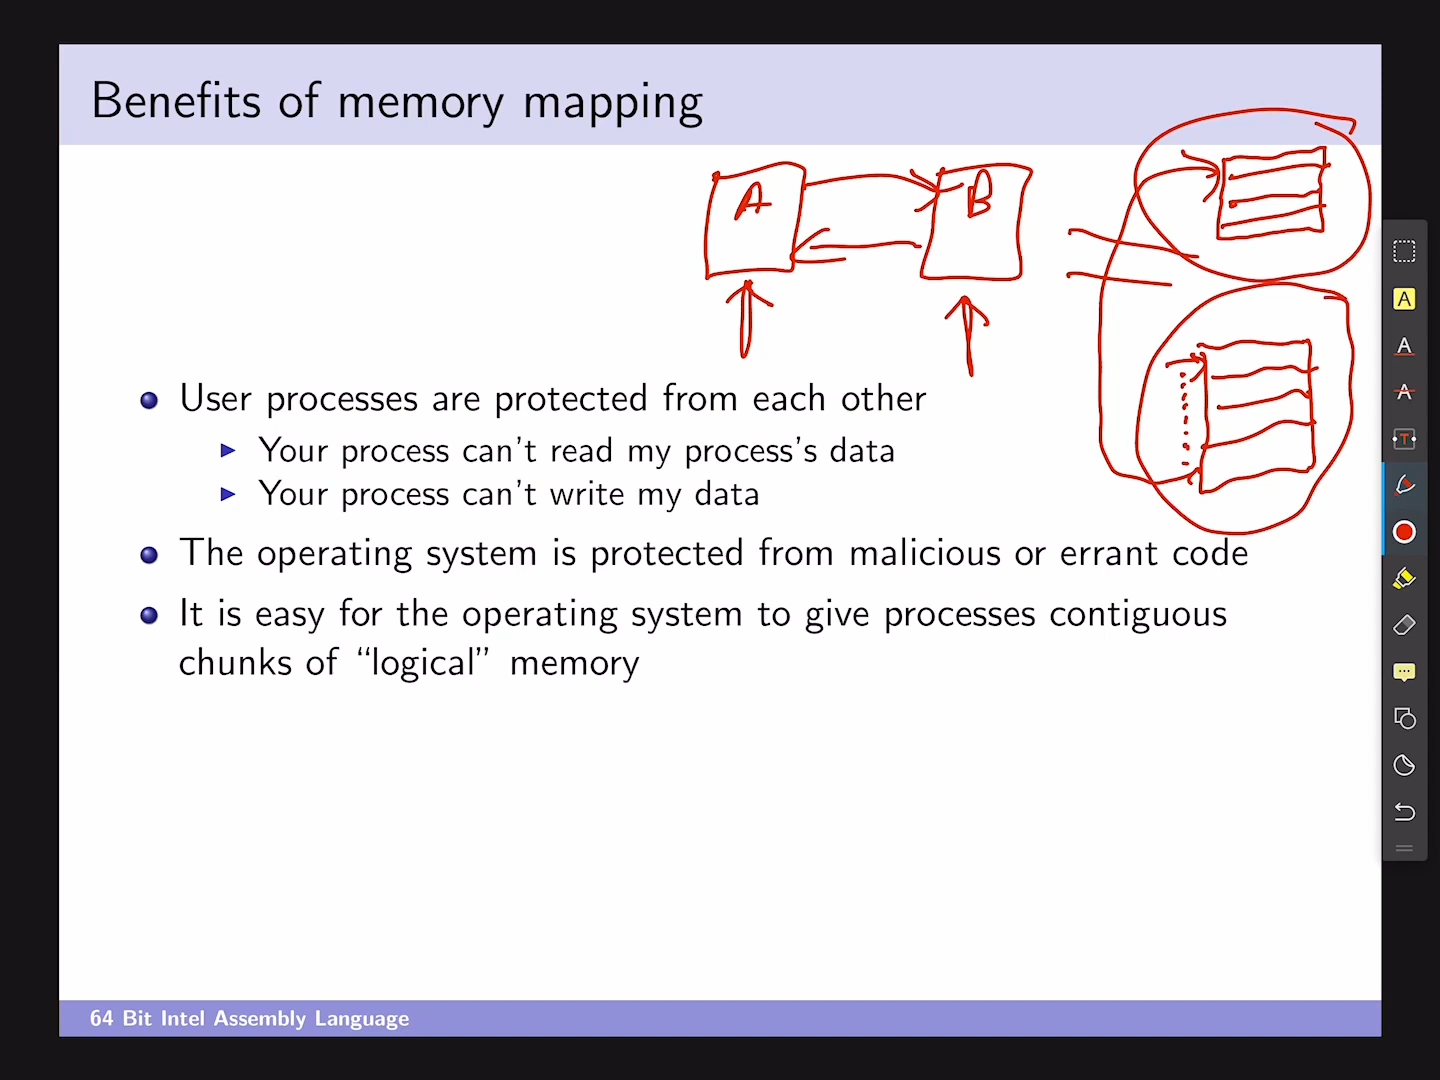 Benefits of memory mapping
A
B
User processes are protected from each other
Your process can't read my process's data
Your process can't write my data
The operating system is protected from malicious or errant code
It is easy for the operating system to give processes contiguous
chunks of “logical” memory
64 Bit Intel Assembly Language
A
A
A
T